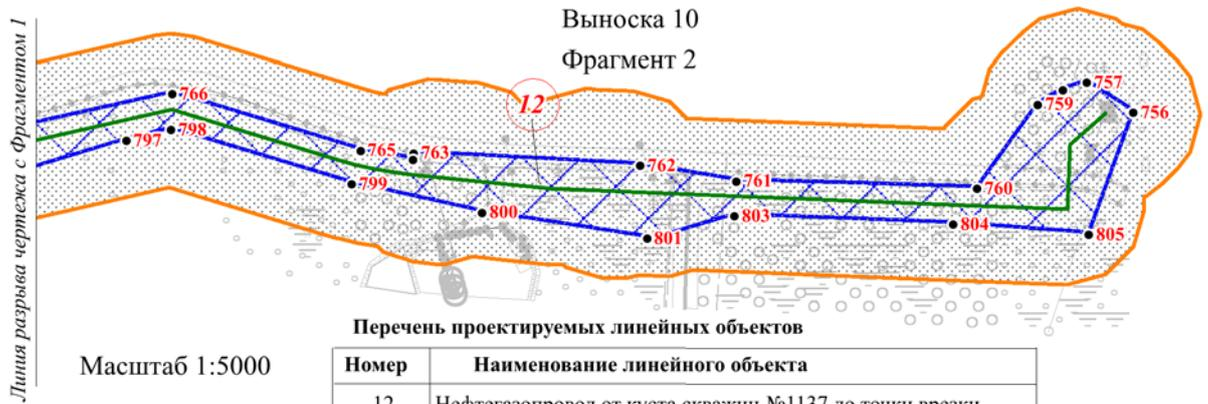 Выноска 10
Фрагмент 2
Линия разрыва чертежа с Фрагментом 1
12
757
759
756
766
798
797
765
763
762
761
760
799
800
801
803
804
805
Перечень проектируемых линейных объектов
Масштаб 1:5000
Номер Наименование линейного объекта
12 Нефтегазопровод от куста скважин №1137 до точки врезки